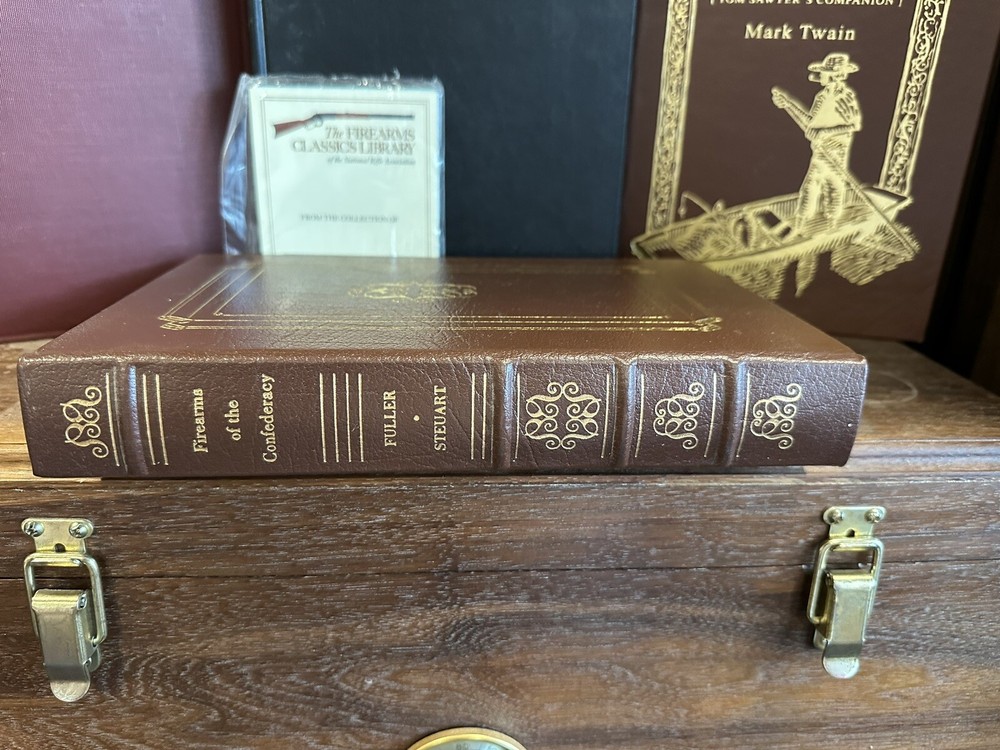 [ TOM SAWYER'S COMPANION ]
Mark Twain
The FIREARMS
CLASSICS LIBRARY
of the National Rifle Association
FROM THE COLLECTION OF
Firearms
of the
Confederacy
FULLER
•
STEUART